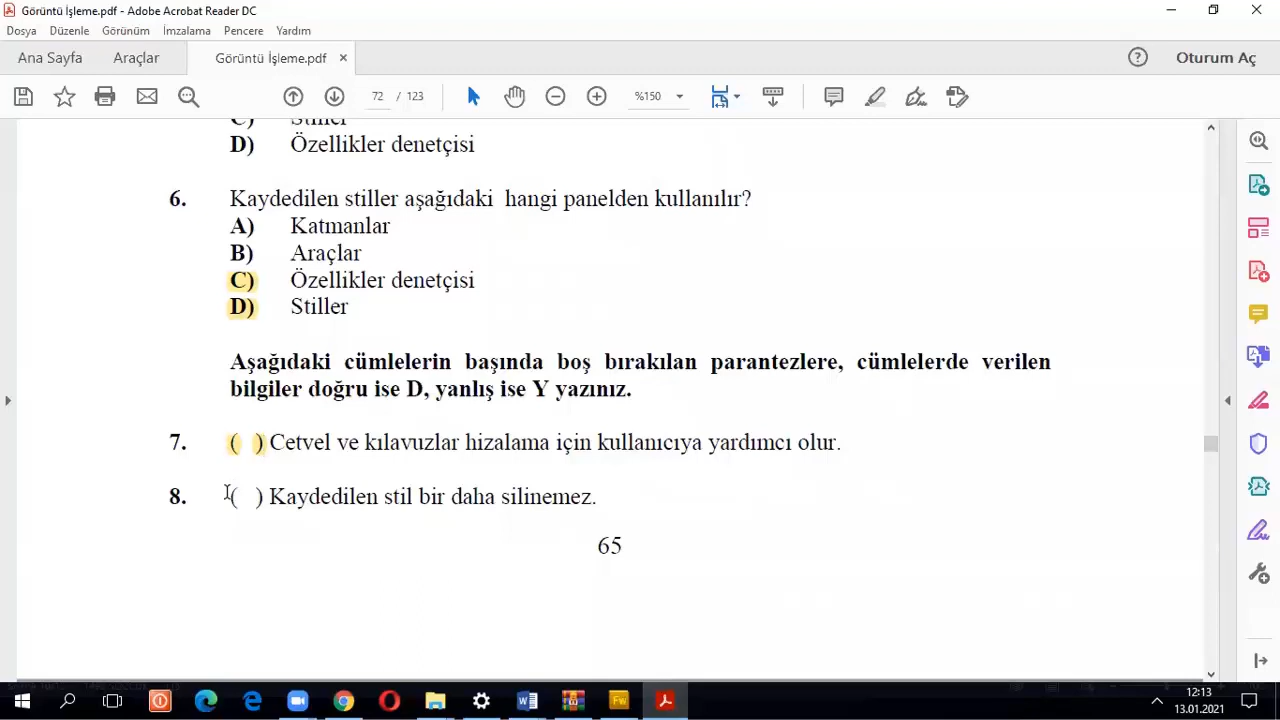 Görüntü İşleme.pdf - Adobe Acrobat Reader DC
Dosya Düzenle Görünüm İmzalama Pencere Yardım
Ana Sayfa Araçlar Görüntü İşleme.pdf × Oturum Aç
72 / 123 %150
C) Stiller
D) Özellikler denetçisi
6. Kaydedilen stiller aşağıdaki hangi panelden kullanılır?
A) Katmanlar
B) Araçlar
C) Özellikler denetçisi
D) Stiller
Aşağıdaki cümlelerin başında boş bırakılan parantezlere, cümlelerde verilen
bilgiler doğru ise D, yanlış ise Y yazınız.
7. ( ) Cetvel ve kılavuzlar hizalama için kullanıcıya yardımcı olur.
8. ( ) Kaydedilen stil bir daha silinemez.
65
Fw
12:13
13.01.2021